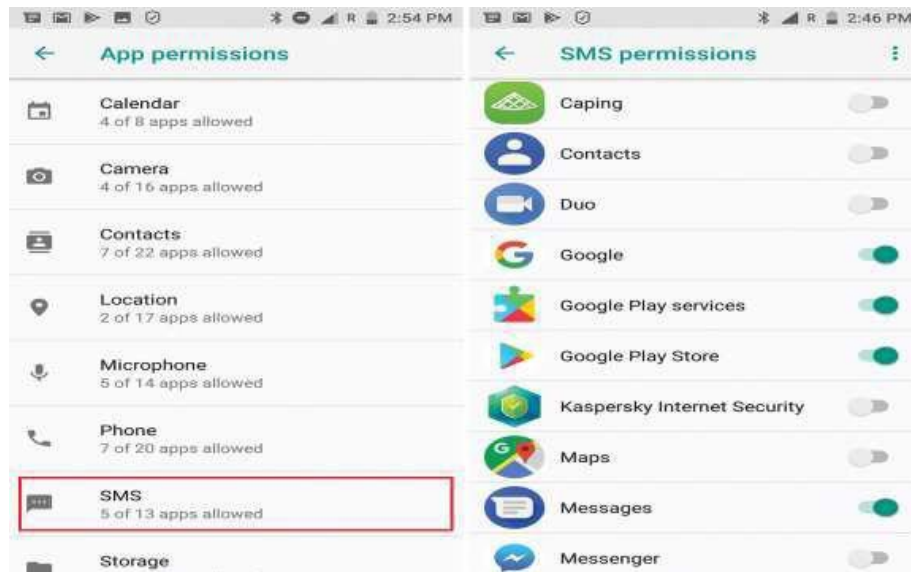 R 2:54 PM
App permissions
Calendar
4 of 8 apps allowed
Camera
4 of 16 apps allowed
Contacts
7 of 22 apps allowed
Location
2 of 17 apps allowed
Microphone
5 of 14 apps allowed
Phone
7 of 20 apps allowed
SMS
5 of 13 apps allowed
Storage
R 2:46 PM
SMS permissions
Caping
Contacts
Duo
Google
Google Play services
Google Play Store
Kaspersky Internet Security
Maps
Messages
Messenger